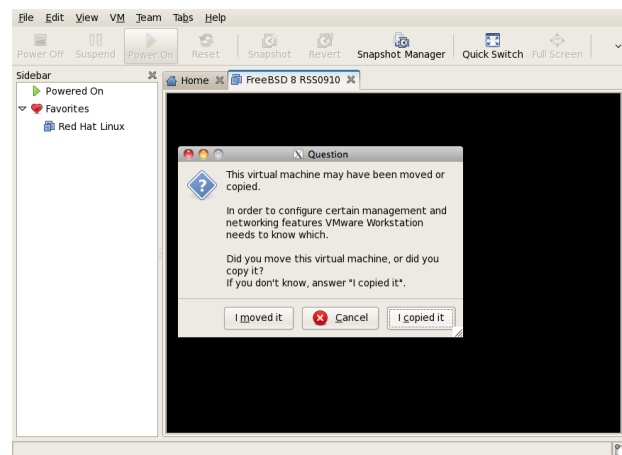 File Edit View VM Team Tabs Help
Power Off Suspend Power On Reset Snapshot Revert Snapshot Manager Quick Switch Full Screen
Sidebar
Home FreeBSD 8 RSS0910
Powered On
Favorites
Red Hat Linux
Question
This virtual machine may have been moved or
copied.
In order to configure certain management and
networking features VMware Workstation
needs to know which.
Did you move this virtual machine, or did you
copy it?
If you don't know, answer "I copied it".
I moved it Cancel I copied it